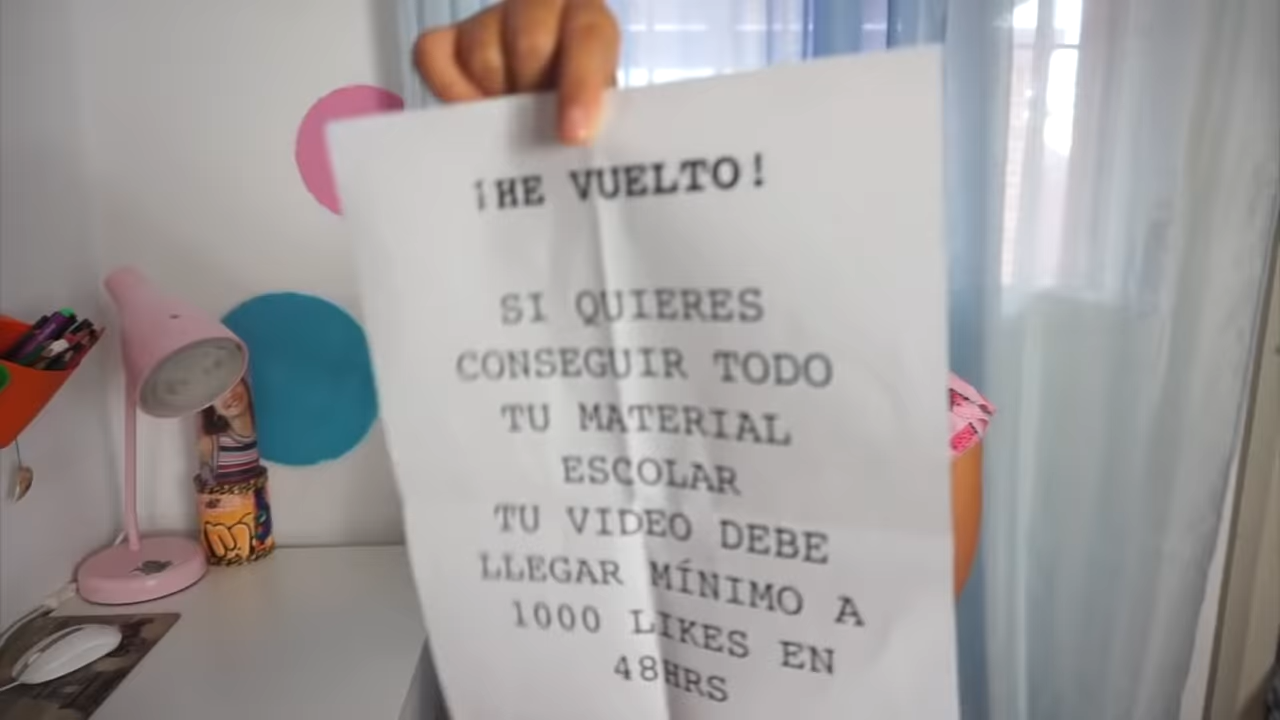 ¡HE VUELTO!
SI QUIERES
CONSEGUIR TODO
TU MATERIAL
ESCOLAR
TU VIDEO DEBE
LLEGAR MÍNIMO A
1000 LIKES EN
48HRS